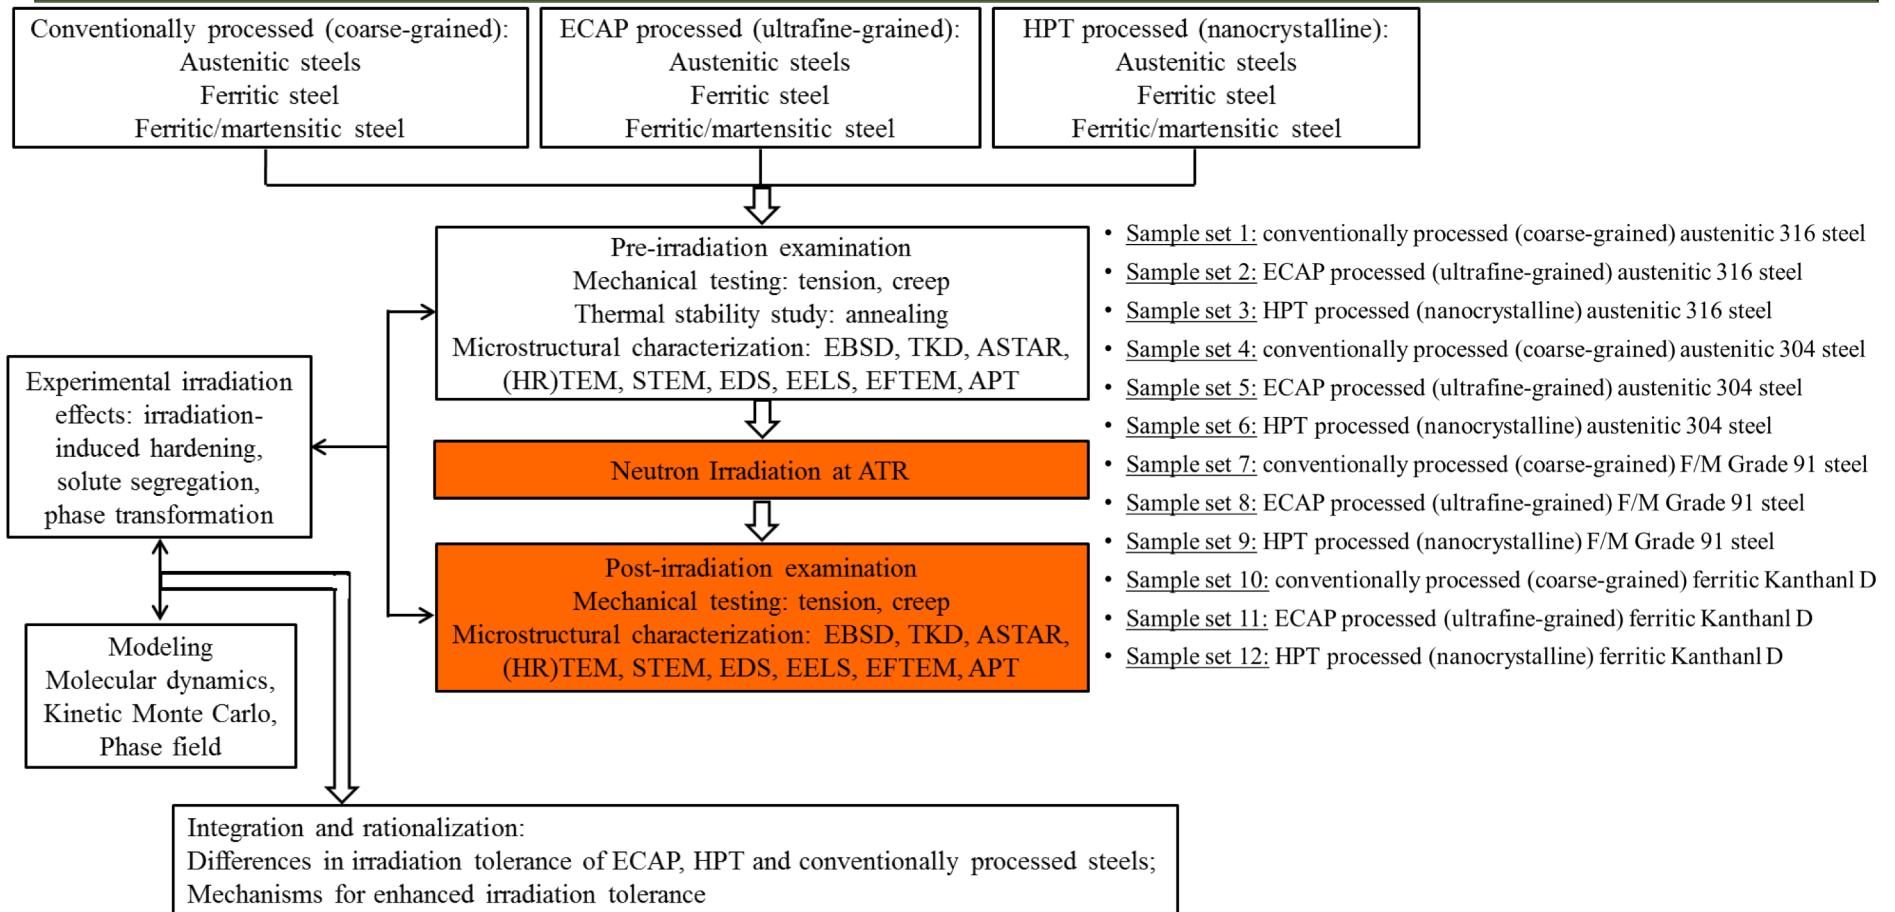 Conventionally processed (coarse-grained):
Austenitic steels
Ferritic steel
Ferritic/martensitic steel
ECAP processed (ultrafine-grained):
Austenitic steels
Ferritic steel
Ferritic/martensitic steel
HPT processed (nanocrystalline):
Austenitic steels
Ferritic steel
Ferritic/martensitic steel
Pre-irradiation examination
Mechanical testing: tension, creep
Thermal stability study: annealing
Microstructural characterization: EBSD, TKD, ASTAR,
(HR)TEM, STEM, EDS, EELS, EFTEM, APT
Neutron Irradiation at ATR
Post-irradiation examination
Mechanical testing: tension, creep
Microstructural characterization: EBSD, TKD, ASTAR,
(HR)TEM, STEM, EDS, EELS, EFTEM, APT
Experimental irradiation
effects: irradiation-
induced hardening,
solute segregation,
phase transformation
Modeling
Molecular dynamics,
Kinetic Monte Carlo,
Phase field
Integration and rationalization:
Differences in irradiation tolerance of ECAP, HPT and conventionally processed steels;
Mechanisms for enhanced irradiation tolerance
• Sample set 1: conventionally processed (coarse-grained) austenitic 316 steel
• Sample set 2: ECAP processed (ultrafine-grained) austenitic 316 steel
• Sample set 3: HPT processed (nanocrystalline) austenitic 316 steel
• Sample set 4: conventionally processed (coarse-grained) austenitic 304 steel
• Sample set 5: ECAP processed (ultrafine-grained) austenitic 304 steel
• Sample set 6: HPT processed (nanocrystalline) austenitic 304 steel
• Sample set 7: conventionally processed (coarse-grained) F/M Grade 91 steel
• Sample set 8: ECAP processed (ultrafine-grained) F/M Grade 91 steel
• Sample set 9: HPT processed (nanocrystalline) F/M Grade 91 steel
• Sample set 10: conventionally processed (coarse-grained) ferritic Kanthanl D
• Sample set 11: ECAP processed (ultrafine-grained) ferritic Kanthanl D
• Sample set 12: HPT processed (nanocrystalline) ferritic Kanthanl D